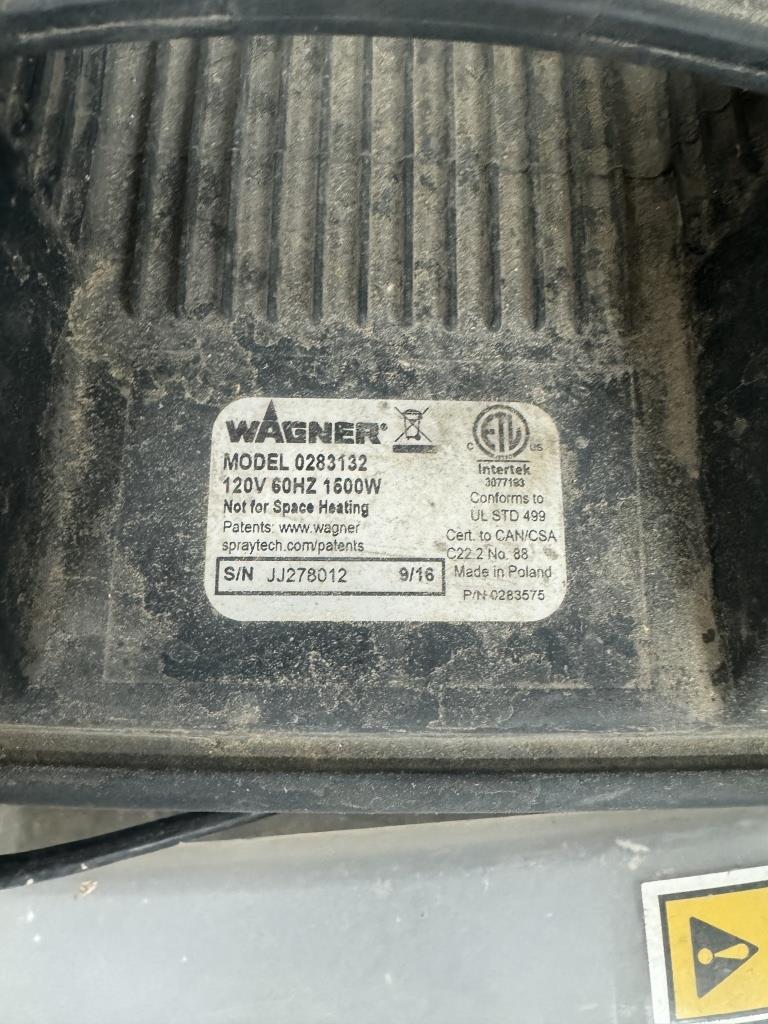 WAGNER®
MODEL 0283132
120V 60HZ 1600W
Not for Space Heating
Patents: www.wagner
spraytech.com/patents
S/N JJ278012 9/16
C ETL US
Intertek
3077193
Conforms to
UL STD 499
Cert. to CAN/CSA
C22.2 No. 88
Made in Poland
P/N 0283575